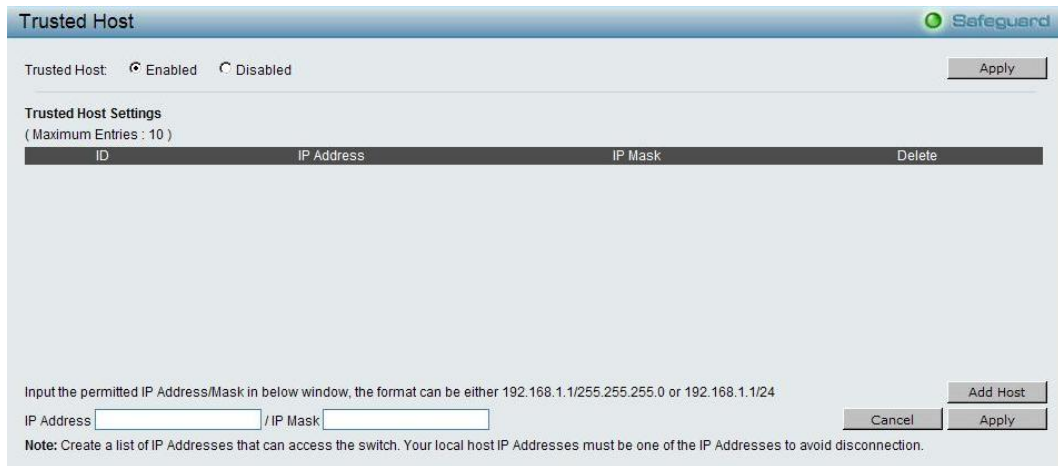 Trusted Host Safeguard
Trusted Host: Enabled Disabled Apply
Trusted Host Settings
( Maximum Entries : 10 )
ID IP Address IP Mask Delete
Input the permitted IP Address/Mask in below window, the format can be either 192.168.1.1/255.255.255.0 or 192.168.1.1/24 Add Host
IP Address / IP Mask Cancel Apply
Note: Create a list of IP Addresses that can access the switch. Your local host IP Addresses must be one of the IP Addresses to avoid disconnection.